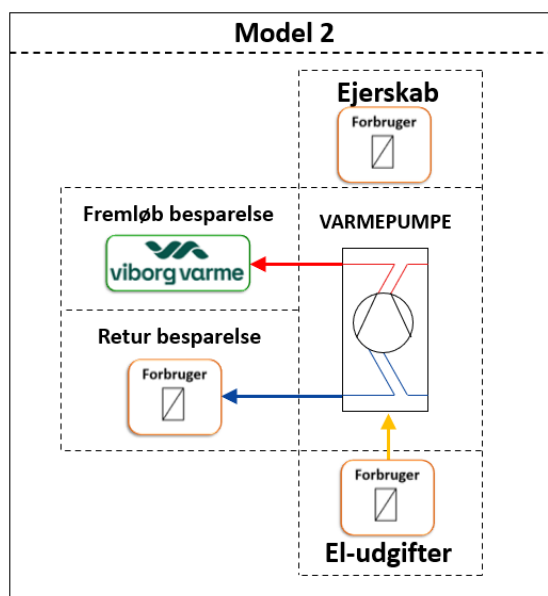 Model 2
Ejerskab
Forbruger
Fremløb besparelse
VARMEPUMPE
viborg varme
Retur besparelse
Forbruger
Forbruger
El-udgifter